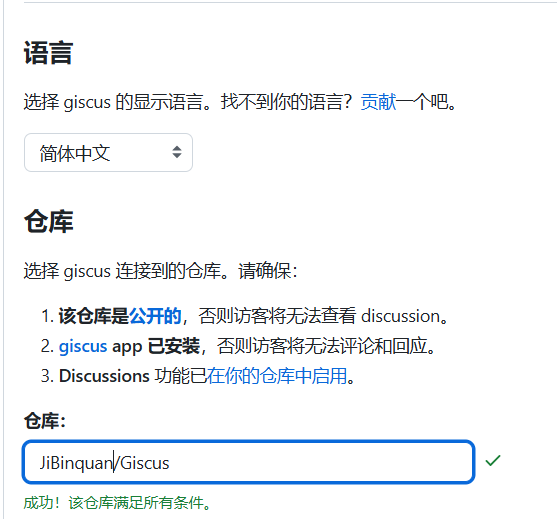 语言
选择 giscus 的显示语言。找不到你的语言？贡献一个吧。
简体中文
仓库
选择 giscus 连接到的仓库。请确保：
1. 该仓库是公开的，否则访客将无法查看 discussion。
2. giscus app 已安装，否则访客将无法评论和回应。
3. Discussions 功能已在你的仓库中启用。
仓库：
JiBinquan/Giscus
成功！该仓库满足所有条件。